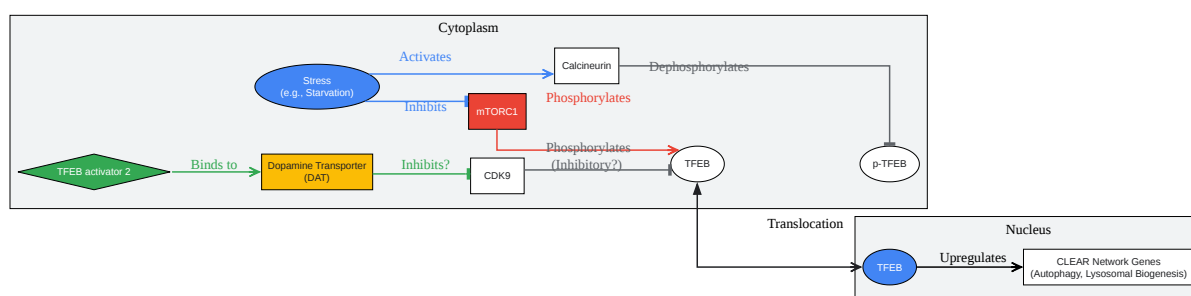 Cytoplasm
Activates
Calcineurin
Dephosphorylates
Stress
(e.g., Starvation)
Inhibits
mTORC1
Phosphorylates
Phosphorylates
(Inhibitory?)
TFEB activator 2
Binds to
Dopamine Transporter
(DAT)
Inhibits?
CDK9
TFEB
p-TFEB
Translocation
Nucleus
TFEB
Upregulates
CLEAR Network Genes
(Autophagy, Lysosomal Biogenesis)